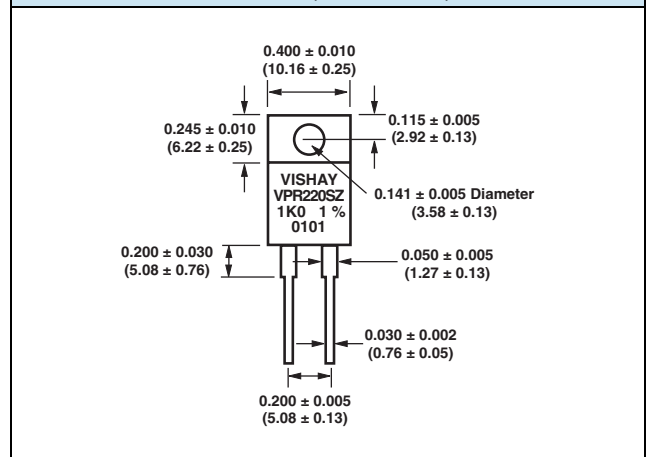 0.400 ± 0.010
(10.16 ± 0.25)
0.245 ± 0.010
(6.22 ± 0.25)
0.115 ± 0.005
(2.92 ± 0.13)
VISHAY
VPR220SZ
1K0 1 %
0101
0.141 ± 0.005 Diameter
(3.58 ± 0.13)
0.200 ± 0.030
(5.08 ± 0.76)
0.050 ± 0.005
(1.27 ± 0.13)
0.030 ± 0.002
(0.76 ± 0.05)
0.200 ± 0.005
(5.08 ± 0.13)